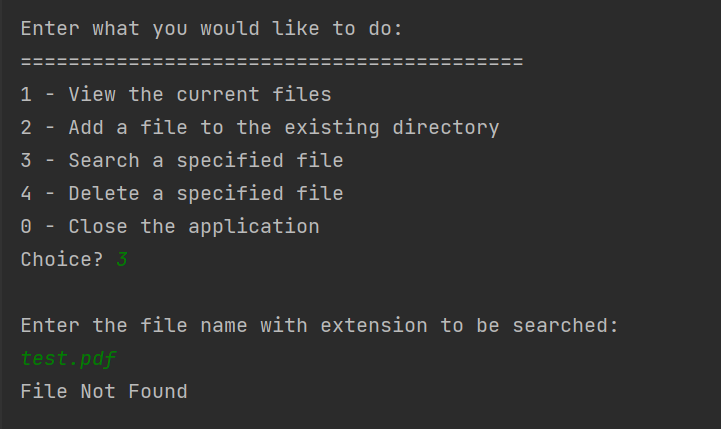 Enter what you would like to do:
==========================================
1 - View the current files
2 - Add a file to the existing directory
3 - Search a specified file
4 - Delete a specified file
0 - Close the application
Choice? 3
Enter the file name with extension to be searched:
test.pdf
File Not Found